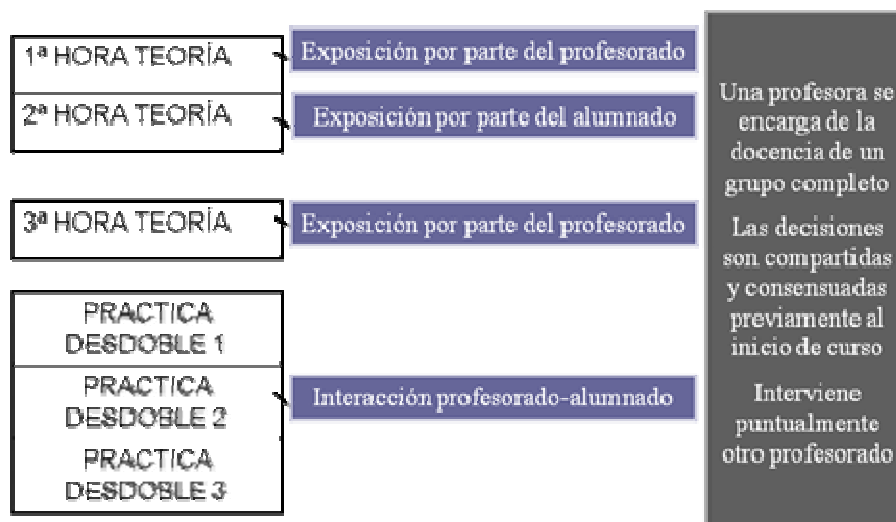 1ª HORA TEORÍA
Exposición por parte del profesorado
2ª HORA TEORÍA
Exposición por parte del alumnado
3ª HORA TEORÍA
Exposición por parte del profesorado
PRACTICA
DESDOBLE 1
PRACTICA
DESDOBLE 2
PRACTICA
DESDOBLE 3
Interacción profesorado-alumnado
Una profesora se
encarga de la
docencia de un
grupo completo
Las decisiones
son compartidas
y consensuadas
previamente al
inicio de curso
Interviene
puntualmente
otro profesorado